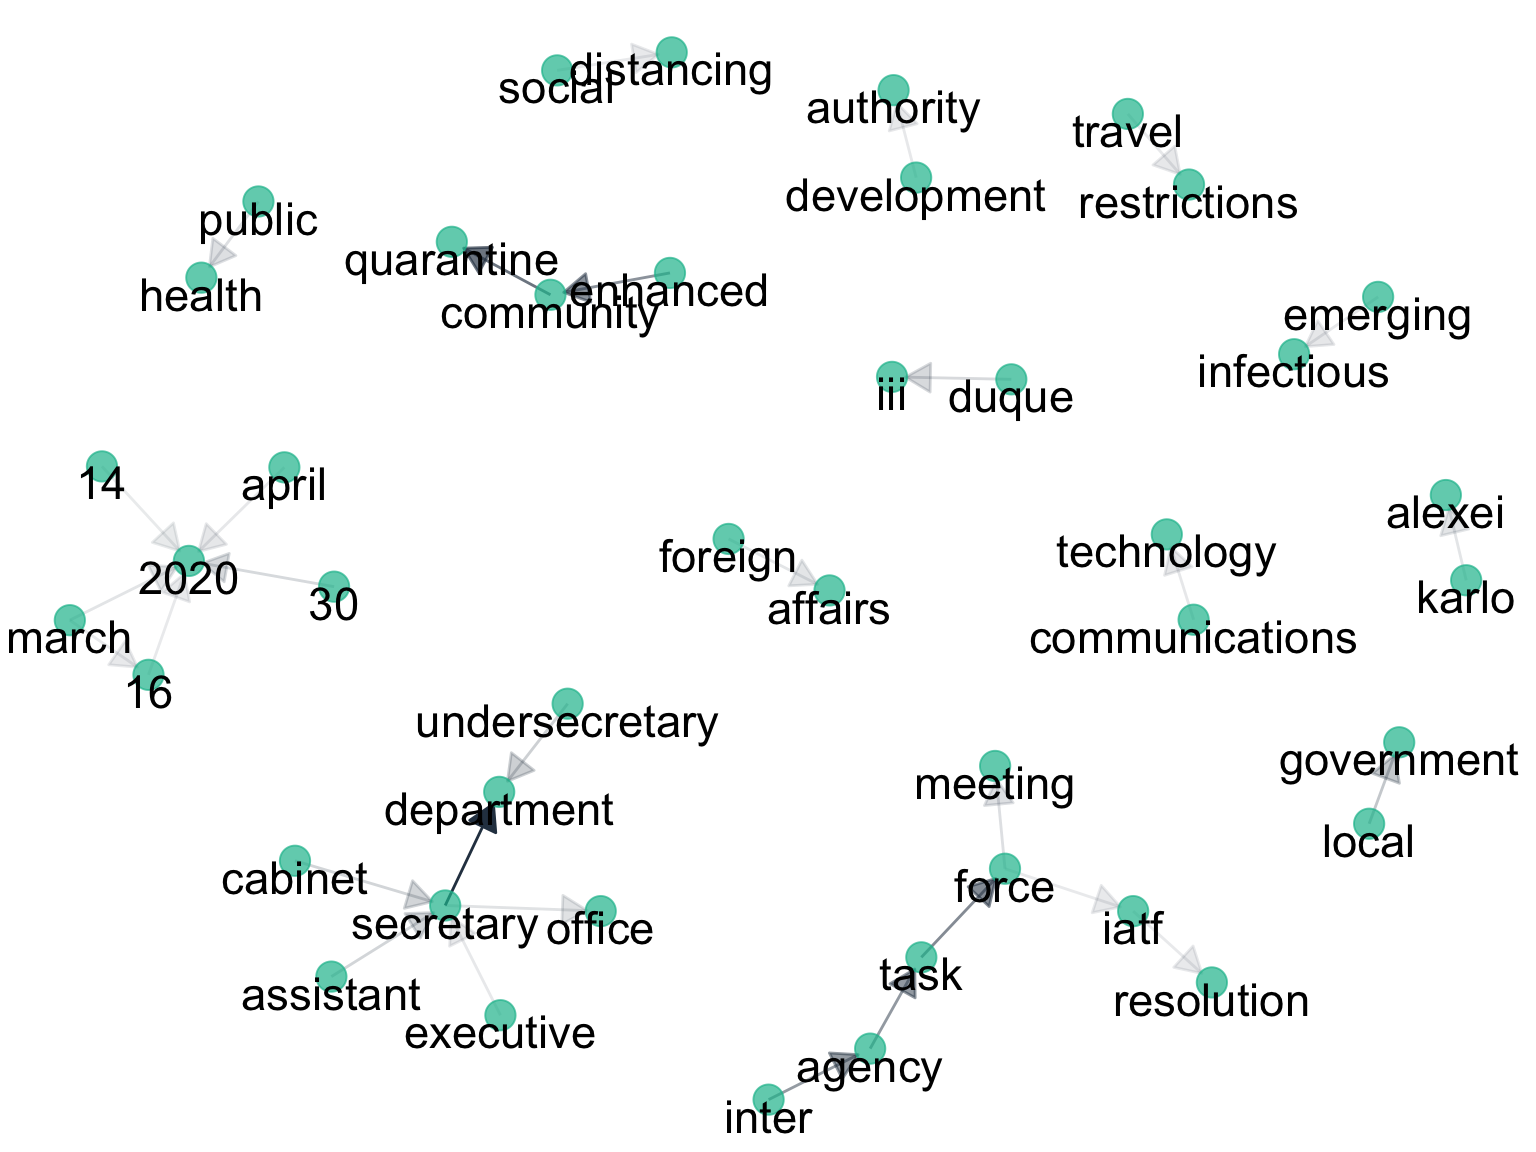 social
distancing
authority
travel
development
restrictions
public
quarantine
health
community
enhanced
emerging
infectious
iii
duque
14
april
alexei
2020
30
foreign
affairs
technology
karlo
march
16
communications
undersecretary
department
meeting
government
local
cabinet
secretary
office
force
iatf
task
assistant
resolution
executive
agency
inter